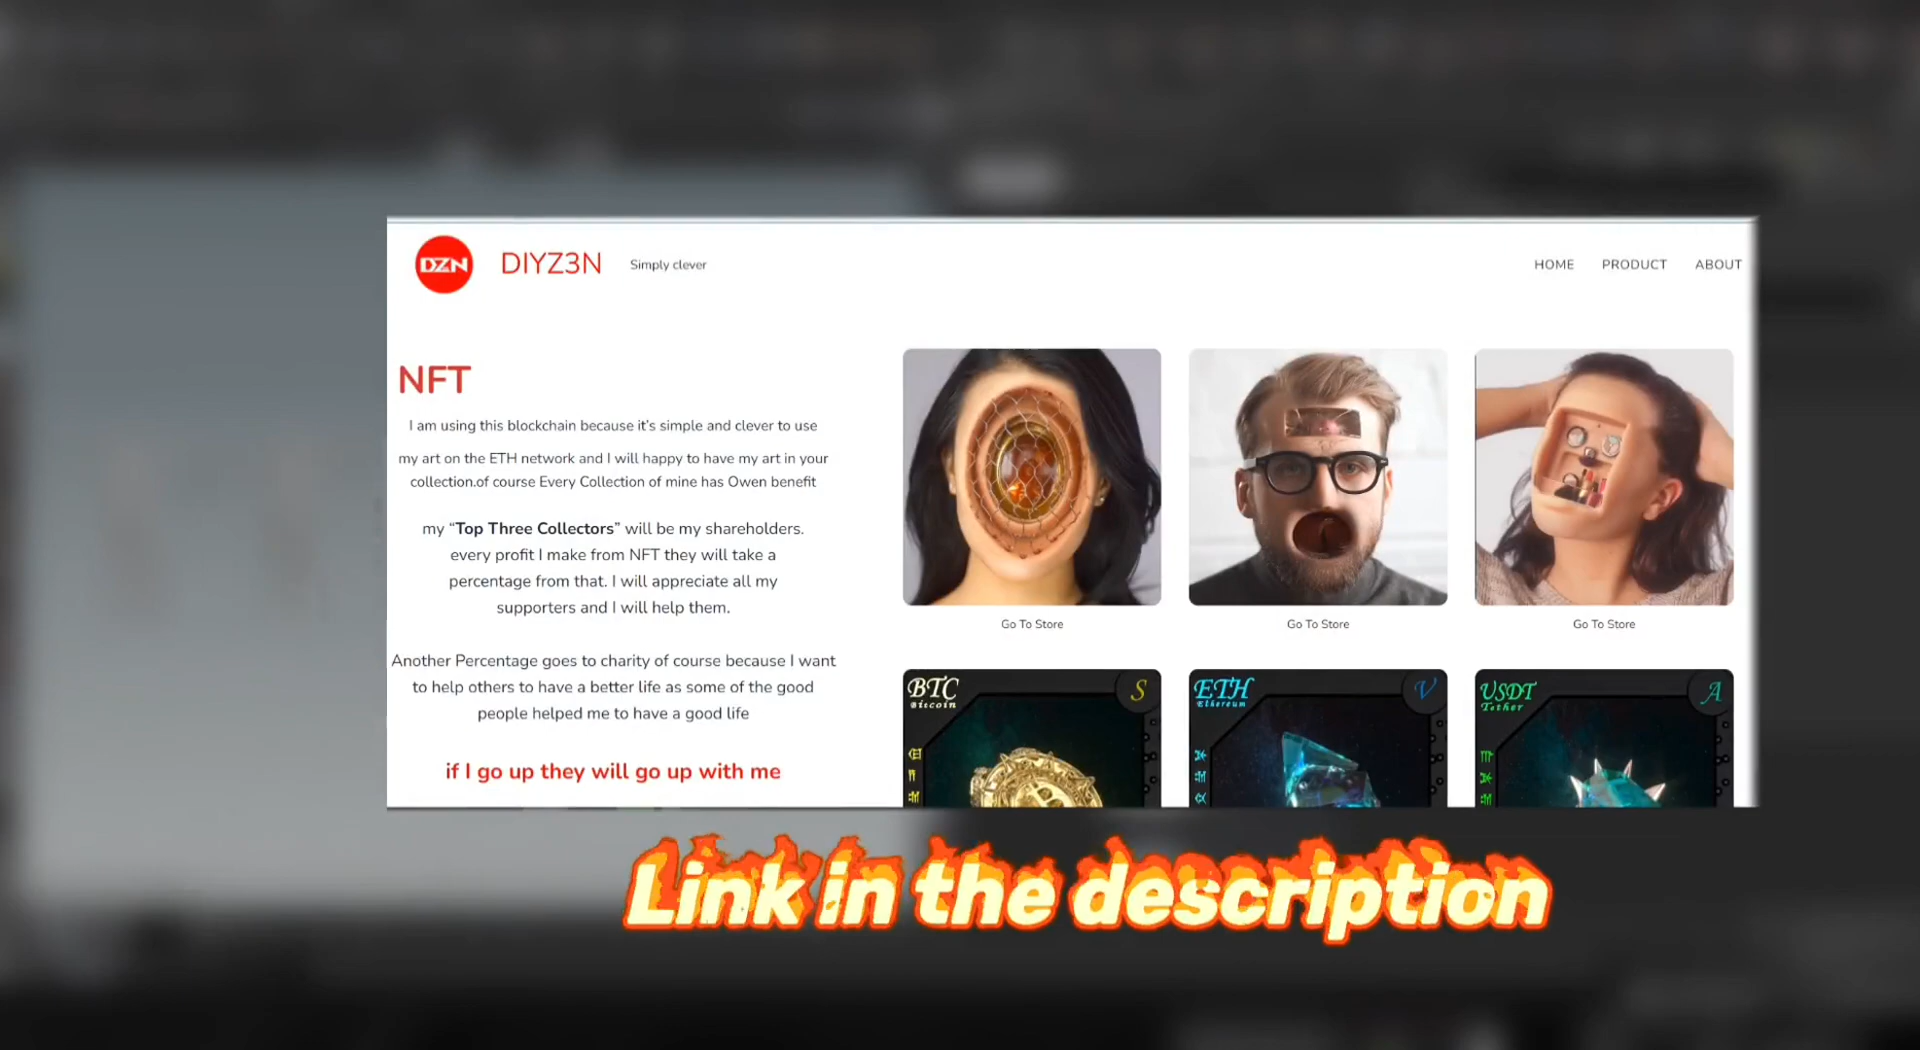 DZN
DIYZ3N
Simply clever
HOME
PRODUCT
ABOUT
NFT
I am using this blockchain because it's simple and clever to use
my art on the ETH network and I will happy to have my art in your
collection.of course Every Collection of mine has Owen benefit
my “Top Three Collectors” will be my shareholders.
every profit I make from NFT they will take a
percentage from that. I will appreciate all my
supporters and I will help them.
Another Percentage goes to charity of course because I want
to help others to have a better life as some of the good
people helped me to have a good life
if I go up they will go up with me
Go To Store
Go To Store
Go To Store
BTC
Bitcoin
S
ETH
Ethereum
V
USDT
Tether
A
Link in the description